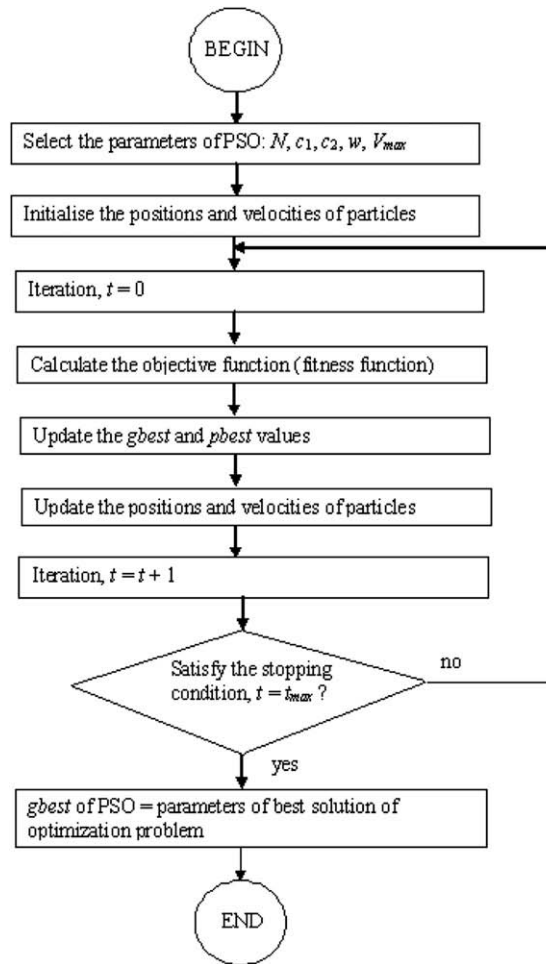 BEGIN
Select the parameters of PSO: N, c₁, c₂, w, Vmax
Initialise the positions and velocities of particles
Iteration, t = 0
Calculate the objective function (fitness function)
Update the gbest and pbest values
Update the positions and velocities of particles
Iteration, t = t + 1
Satisfy the stopping
condition, t = tmax ?
no
yes
gbest of PSO = parameters of best solution of
optimization problem
END